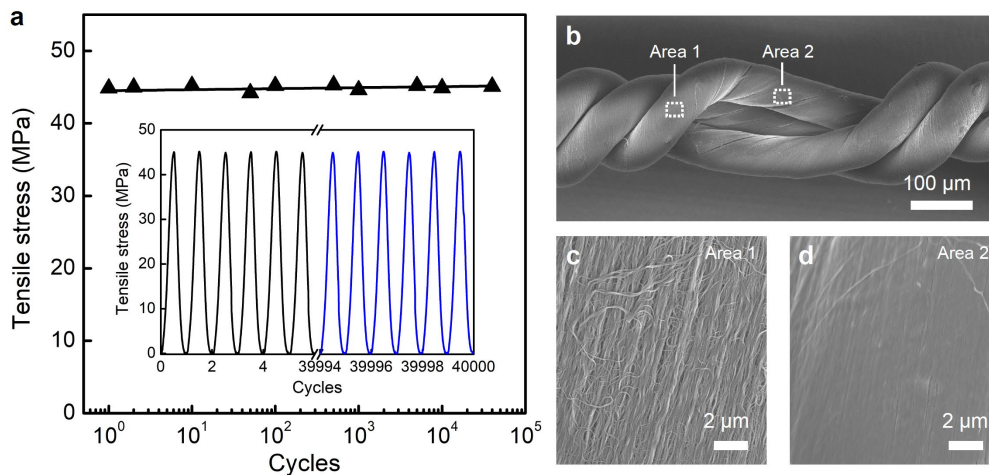 a
50
40
30
20
10
0
Tensile stress (MPa)
10⁰ 10¹ 10² 10³ 10⁴ 10⁵
Cycles
50
40
30
20
10
0
Tensile stress (MPa)
0 2 4 39994 39996 39998 40000
Cycles
b
Area 1 Area 2
100 µm
c Area 1
2 µm
d Area 2
2 µm